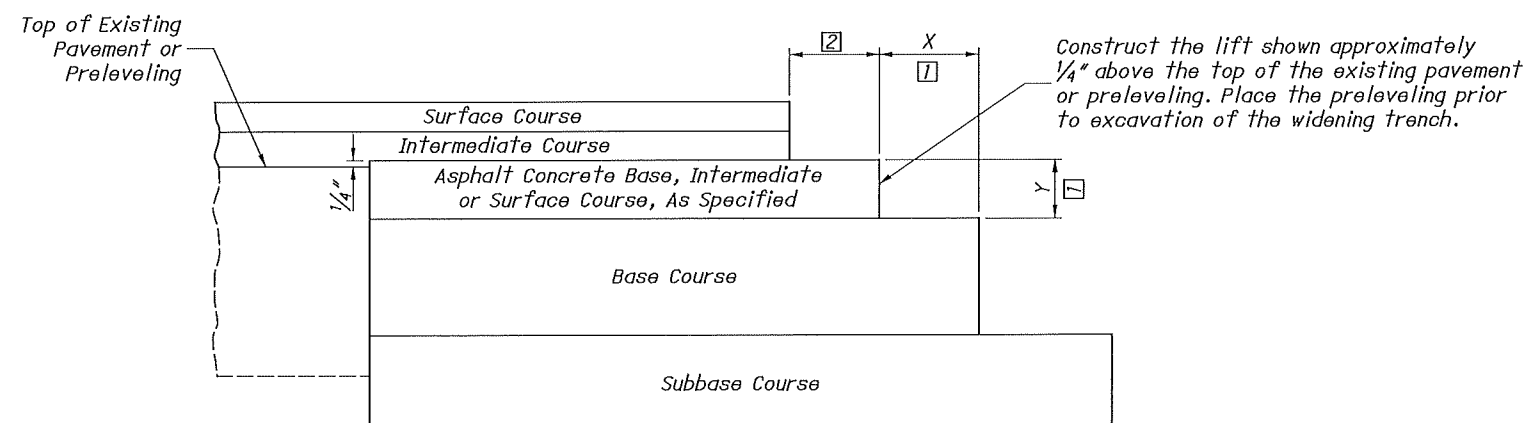 Top of Existing
Pavement or
Preleveling
2
X
1
Construct the lift shown approximately
1/4" above the top of the existing pavement
or preleveling. Place the preleveling prior
to excavation of the widening trench.
Surface Course
Intermediate Course
1/4"
Asphalt Concrete Base, Intermediate
or Surface Course, As Specified
Y
1
Base Course
Subbase Course